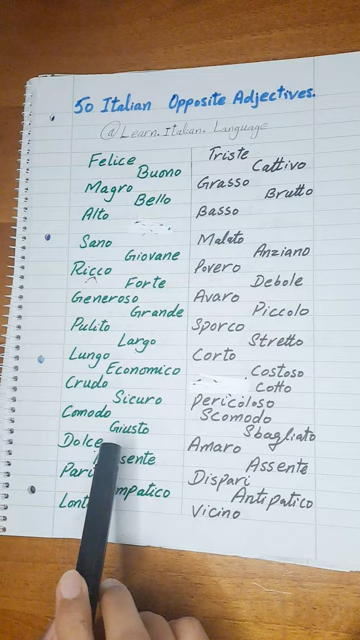 50 Italian Opposite Adjectives.
@Learn.Italian.Language
Felice Triste
Buono Cattivo
Magro Grasso
Bello Brutto
Alto Basso
Sano Malato
Giovane Anziano
Ricco Povero
Forte Debole
Generoso Avaro
Grande Piccolo
Pulito Sporco
Largo Stretto
Lungo Corto
Economico Costoso
Crudo Cotto
Sicuro pericoloso
Comodo Scomodo
Giusto Sbagliato
Dolce Amaro
Assente
Dispari
Antipatico
Vicino